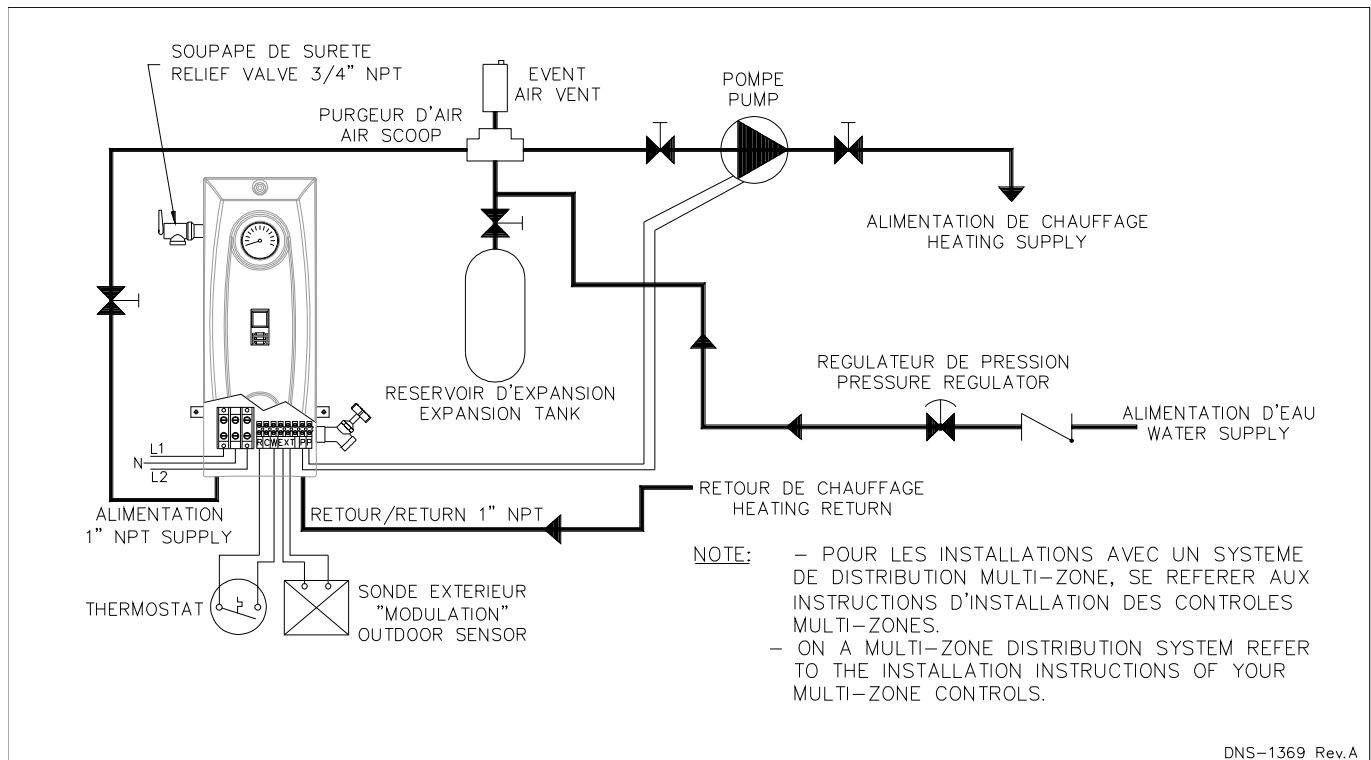 SOUPAPE DE SURETE
RELIEF VALVE 3/4" NPT
EVENT
AIR VENT
PURGEUR D'AIR
AIR SCOOP
POMPE
PUMP
ALIMENTATION DE CHAUFFAGE
HEATING SUPPLY
RESERVOIR D'EXPANSION
EXPANSION TANK
REGULATEUR DE PRESSION
PRESSURE REGULATOR
ALIMENTATION D'EAU
WATER SUPPLY
R C W E X T P P
L1
N
L2
ALIMENTATION
1" NPT SUPPLY
RETOUR/RETURN 1" NPT
RETOUR DE CHAUFFAGE
HEATING RETURN
THERMOSTAT
SONDE EXTERIEUR
"MODULATION"
OUTDOOR SENSOR
NOTE: – POUR LES INSTALLATIONS AVEC UN SYSTEME
DE DISTRIBUTION MULTI–ZONE, SE REFERER AUX
INSTRUCTIONS D'INSTALLATION DES CONTROLES
MULTI–ZONES.
– ON A MULTI–ZONE DISTRIBUTION SYSTEM REFER
TO THE INSTALLATION INSTRUCTIONS OF YOUR
MULTI–ZONE CONTROLS.
DNS–1369 Rev.A